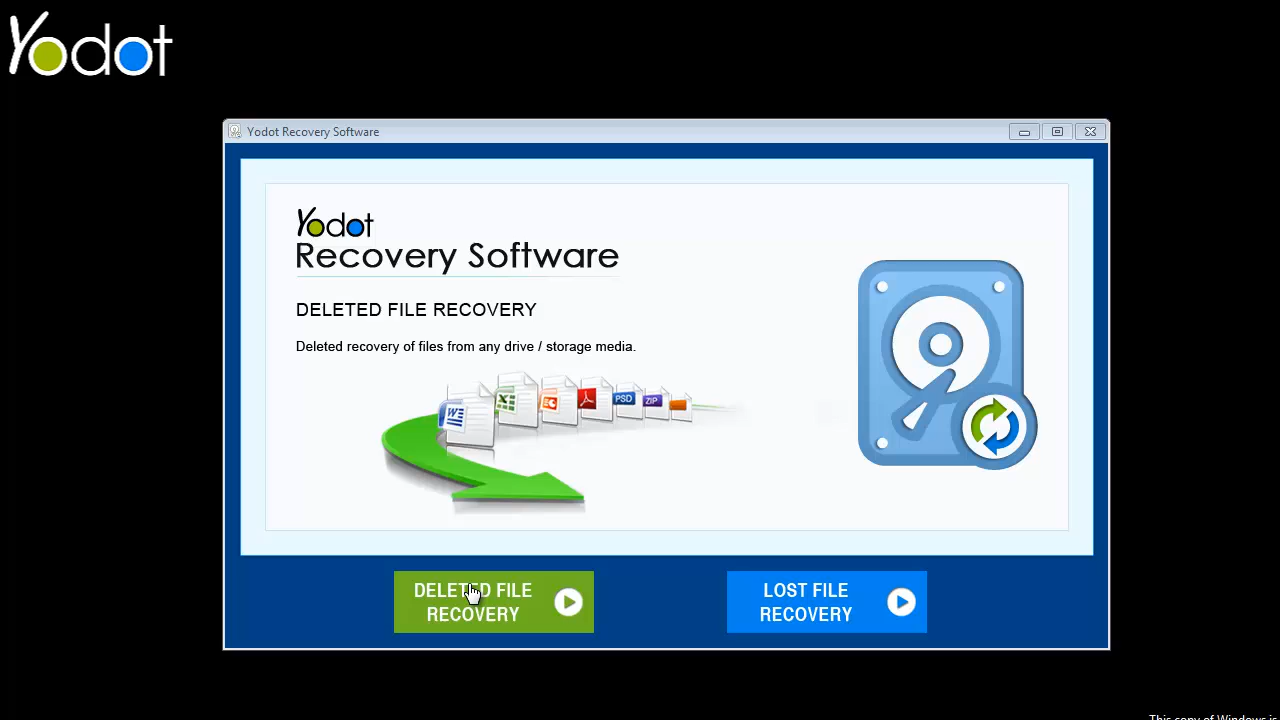 Yodot
Yodot Recovery Software
Yodot
Recovery Software
DELETED FILE RECOVERY
Deleted recovery of files from any drive / storage media.
PSD
ZIP
DELETED FILE
RECOVERY
LOST FILE
RECOVERY
This copy of Windows is